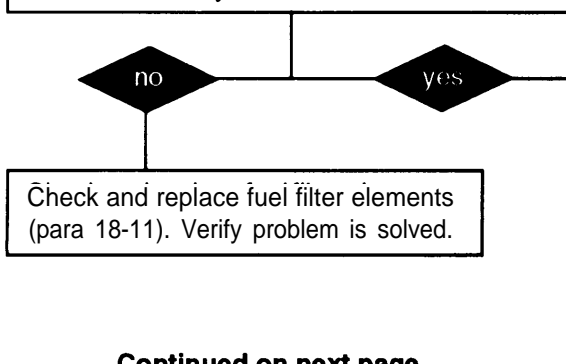 no
yes
Check and replace fuel filter elements
(para 18-11). Verify problem is solved.
Continued on next page